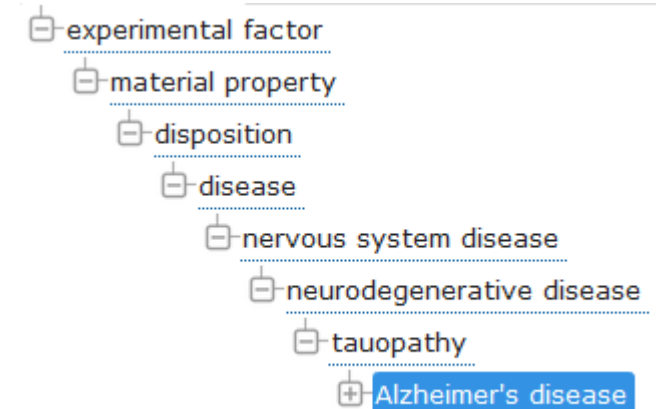 experimental factor
material property
disposition
disease
nervous system disease
neurodegenerative disease
tauopathy
Alzheimer's disease